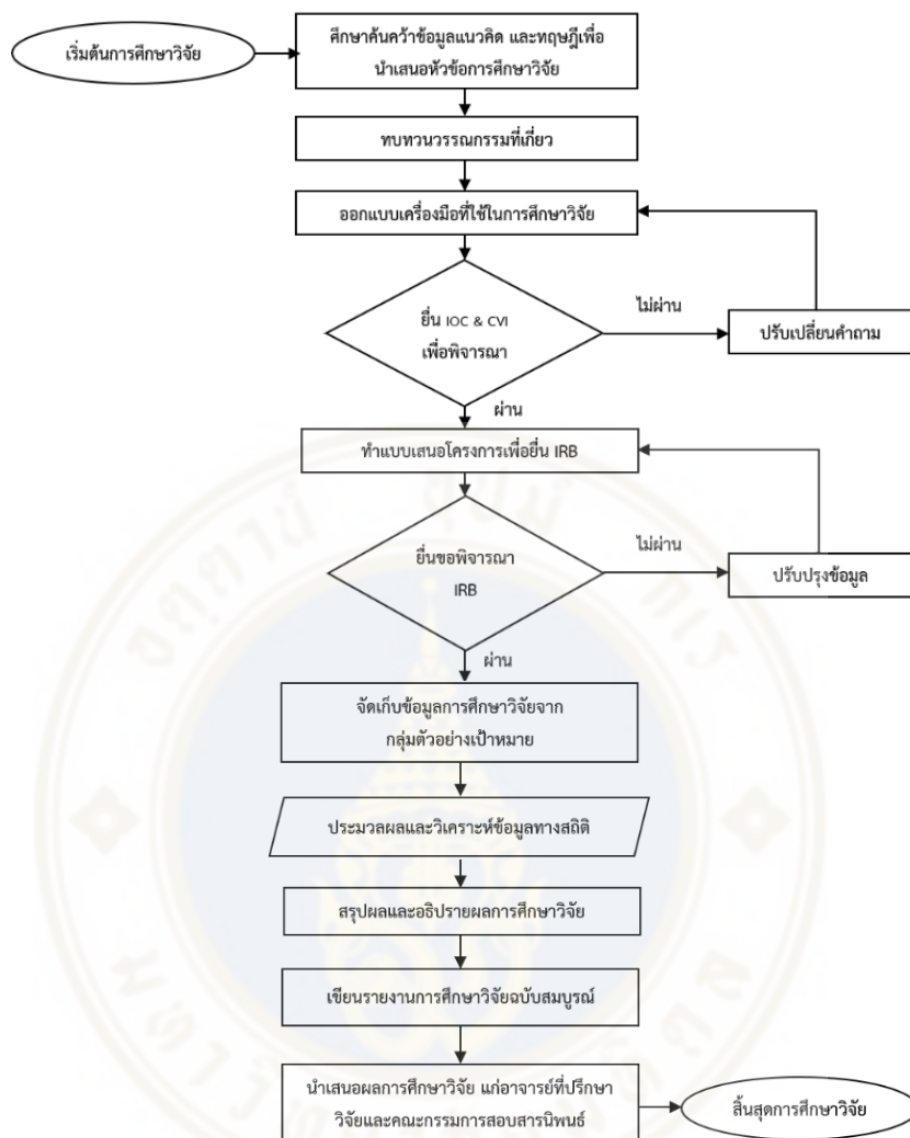 เริ่มต้นการศึกษาวิจัย
ศึกษาค้นคว้าข้อมูลแนวคิด และทฤษฎีเพื่อ
นำเสนอหัวข้อการศึกษาวิจัย
ทบทวนวรรณกรรมที่เกี่ยว
ออกแบบเครื่องมือที่ใช้ในการศึกษาวิจัย
ยื่น IOC & CVI
เพื่อพิจารณา
ไม่ผ่าน
ปรับเปลี่ยนคำถาม
ผ่าน
ทำแบบเสนอโครงการเพื่อยื่น IRB
ยื่นขอพิจารณา
IRB
ไม่ผ่าน
ปรับปรุงข้อมูล
ผ่าน
จัดเก็บข้อมูลการศึกษาวิจัยจาก
กลุ่มตัวอย่างเป้าหมาย
ประมวลผลและวิเคราะห์ข้อมูลทางสถิติ
สรุปผลและอธิปรายผลการศึกษาวิจัย
เขียนรายงานการศึกษาวิจัยฉบับสมบูรณ์
นำเสนอผลการศึกษาวิจัย แก่อาจารย์ที่ปรึกษา
วิจัยและคณะกรรมการสอบสารนิพนธ์
สิ้นสุดการศึกษาวิจัย